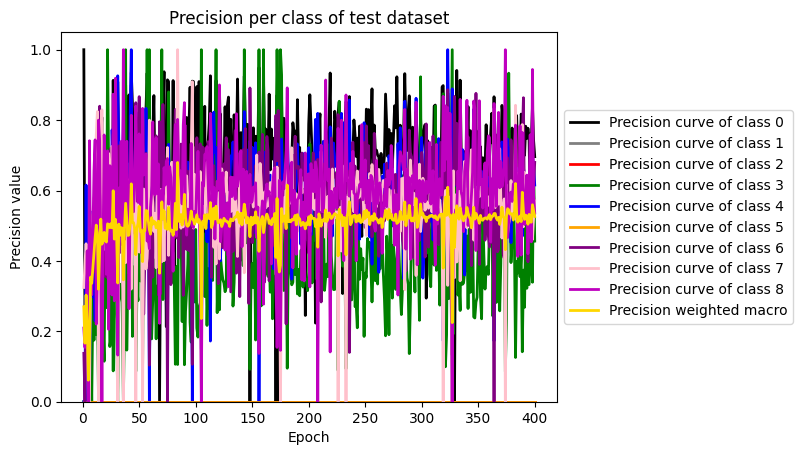 Precision per class of test dataset
Precision value
1.0
0.8
0.6
0.4
0.2
0.0
0
50
100
150
200
250
300
350
400
Epoch
Precision curve of class 0
Precision curve of class 1
Precision curve of class 2
Precision curve of class 3
Precision curve of class 4
Precision curve of class 5
Precision curve of class 6
Precision curve of class 7
Precision curve of class 8
Precision weighted macro